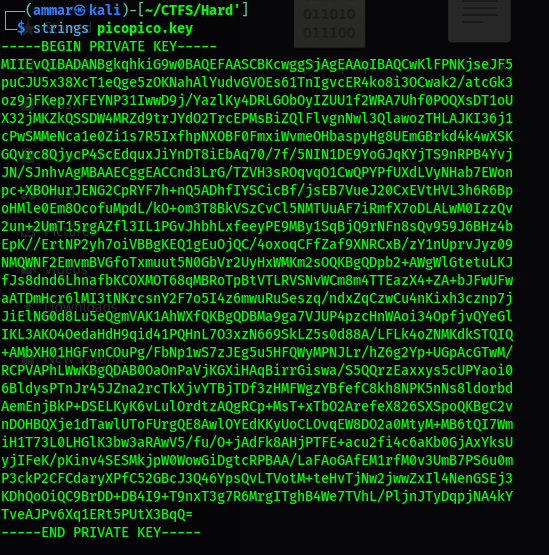 ┌──(ammar㉿kali)-[~/CTFS/Hard']
└─$ strings picopico.key
-----BEGIN PRIVATE KEY-----
MIIEvQIBADANBgkqhkiG9w0BAQEFAASCBKcwggSjAgEAAoIBAQCwKlFPNKjseJF5
puCJU5x38XcT1eQge5zOKNahAlYudvGVOEs61TnIgvcER4ko8i3OCwak2/atcGk3
oz9jFKep7XFEYNP31IwwD9j/YazlKy4DRLGObOyIZUU1f2WRA7Uhf0POQXsDT1oU
X32jMKZkQSSDW4MRZd9trJYdO2TrcEPMsBiZQlFlvgnNwl3QlawozTHLAJKI36j1
cPwSMMeNca1e0Zi1s7R5IxfhpNXOBF0FmxiWvmeOHbaspyHg8UEmGBrkd4k4wXSK
GQvTc8QjycP4ScEdquxJiYnDT8iEbAq70/7f/5NIN1DE9YoGJqKYjTS9nRPB4Yvj
JN/SJnhvAgMBAAECggEACCnd3LrG/TZVH3sROqvqO1CwQPYPfUXdLVyNHab7EWon
pc+XBOHurJENG2CpRYF7h+nQ5ADhfIYSCicBf/jsEB7VueJ20CxEVtHVL3h6R6Bp
oHMle0Em8OcofuMpdL/kO+om3T8BkVSzCvCl5NMTUuAF7iRmfX7oDLALwM0IzzQv
2un+2UmT15rgAZfl3IL1PGvJhbhLxfeeyPE9MBy1SqBjQ9rNFn8sQv959J6BHz4b
EpK//ErtNP2yh7oiVBBgKEQ1gEuOjQC/4oxoqCFfZaf9XNRCxB/zY1nUprvJyz09
NMQWNF2EmvmBVGfoTxmuut5N0GbVr2UyHxWMKm2sOQKBgQDpb2+AWgWlGtetuLKJ
fJs8dnd6LhnafbKCOXMOT68qMBRoTpBtVTLRVSNvWCm8m4TTEazX4+ZA+bJFwUFw
aATDmTNDTLMI3tNKrcsnY2F7o5I4z6mwuRuSeszq/ndxZqCzwCu4nKixh3cznp7j
JiElNG0d8Lu5eQgmVAK1AhWXfQKBgQDBMa9ga7VJUP4pzcHnWAoi34OpfjvQYeGl
IKL3AKO4OedaHdH9qid41PQHnL7O3xzN669SkLZ5s0d88A/LFLk4oZNMKdkSTQIQ
+AMbXH01HGFvnCOuPg/FbNp1wS7zJEg5u5HFQWyMPNJLr/hZ6g2Yp+UGpAcGTwM/
RCPVAPhLWwKBgQDAB0OaOnPaVjKGXiHAqBirrGiswa/S5QQrzEaxxys5cUPYaoi0
6BldysPTnJr45JZna2rcTkXjvYTBjTDf3zHMFWgzYBfefC8kh8NPK5nNs8ldorbd
AemEnjBkP+DSELKyK6vLulOrdtzAQgRCp+MsT+xTbO2ArefeX826SXSpoQKBgC2v
nDOHBQXje1dTawlUToFUrgQE8AwlOYEdKKyUoCLOvqEW8DO2a0MtyM+MB6tQI7Wm
iH1T73L0LHGlK3bw3aRAwV5/fu/O+jAdFk8AHjPTFE+acu2fi4c6aKb0GjAxYksU
yjIFeK/pKinv4SESMkjpW0WowGiDgtcRPBAA/LaFAoGAfEM1rfM0v3UmB7PS6u0m
P3ckP2CFCdaryXPfC52GBcJ3Q46YpsQvLTVotM+teHvTjNw2jwwZxIl4NenGSEj3
KDhQoOiQC9BrDD+DB4I9+T9nxT3g7R6MrgITghB4We7TVhL/PljnJTyDqpjNA4kY
TveAJPv6Xq1ERt5PUtX3BqQ=
-----END PRIVATE KEY-----